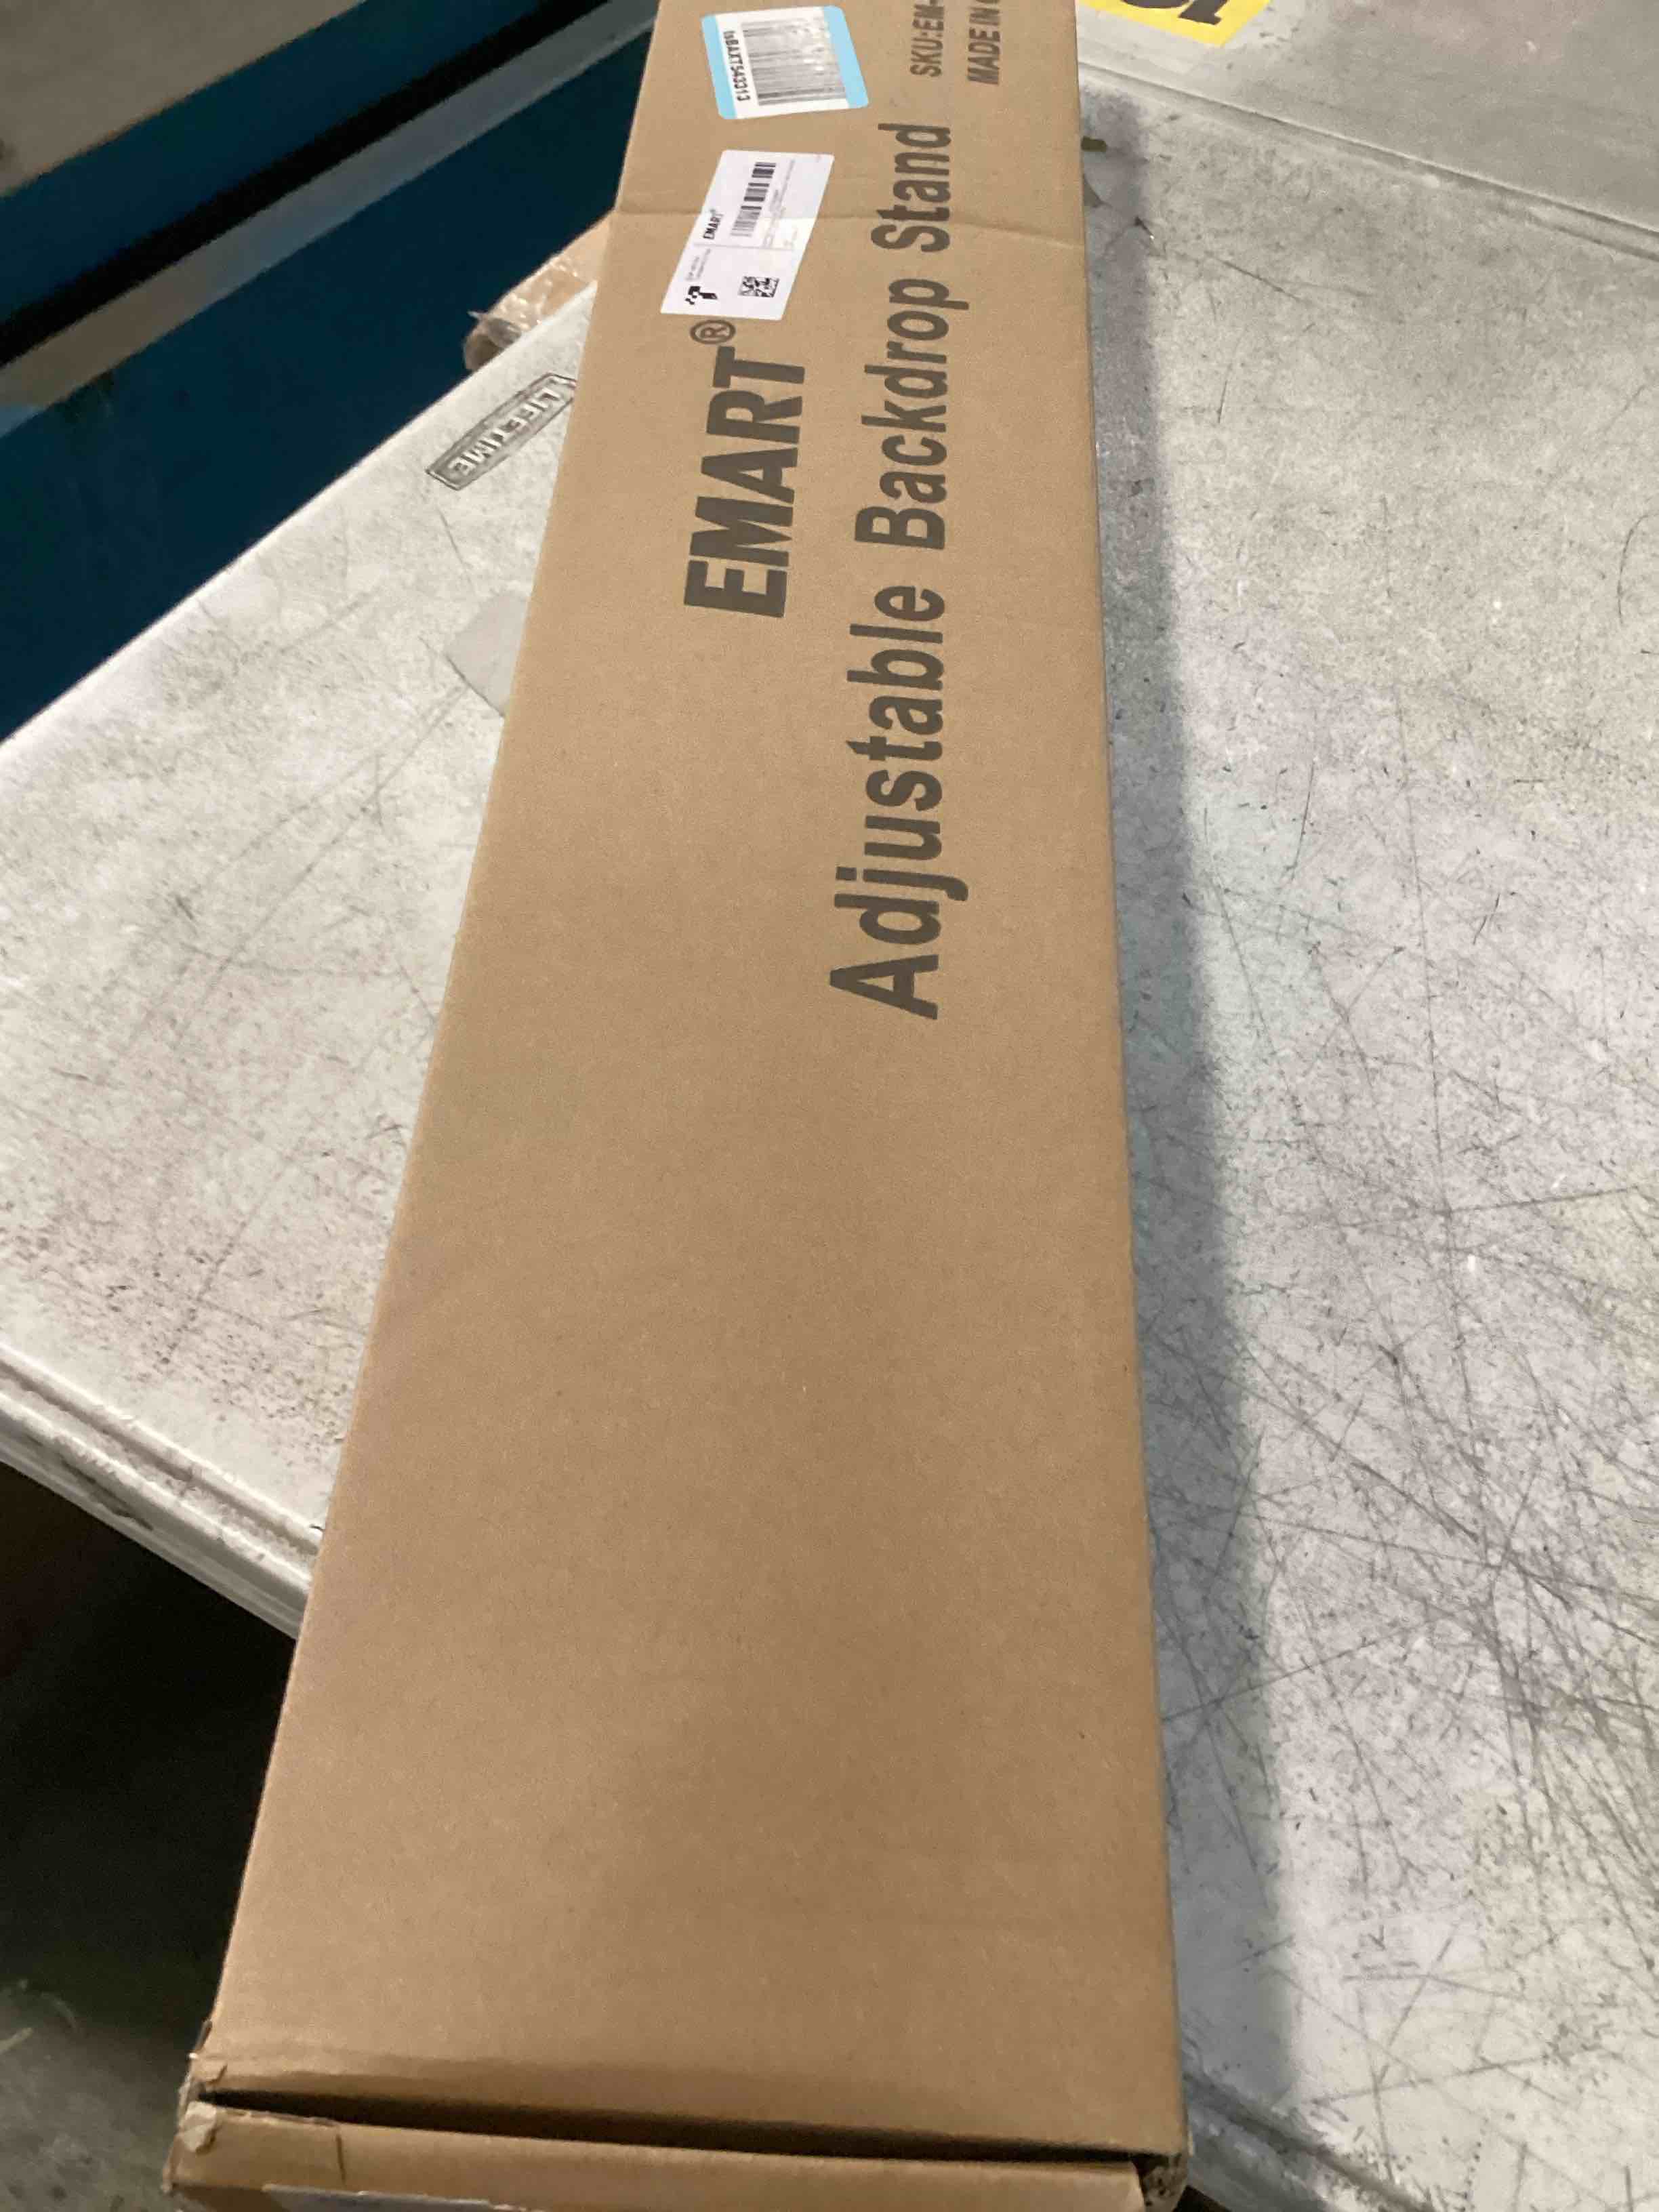 EMART®
Adjustable Backdrop Stand
SKU:EM-
MADE IN
EMART®
LIFETIME